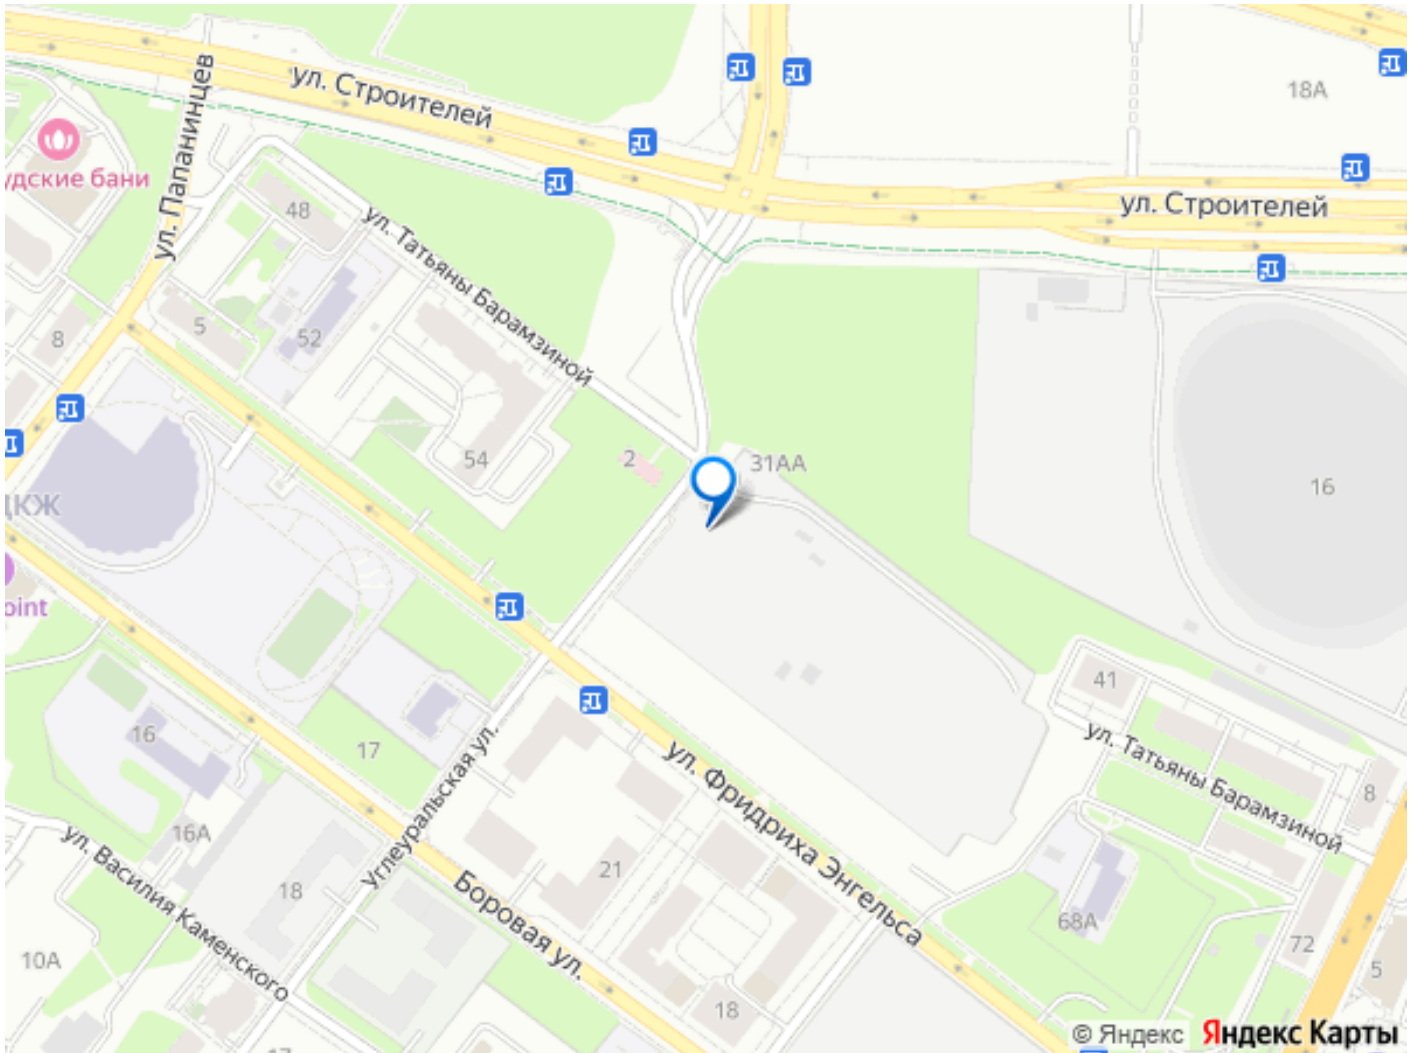 ул. Строителей
18А
ул. Папанинцев
удские бани
48
ул. Татьяны Барамзиной
ул. Строителей
5
52
8
54
2
31АА
16
ДКЖ
oint
41
16
17
Углеуральская ул.
ул. Фридриха Энгельса
ул. Татьяны Барамзиной
8
16А
ул. Василия Каменского
18
21
Боровая ул.
68А
72
10А
5
18
17
© Яндекс Яндекс Карты